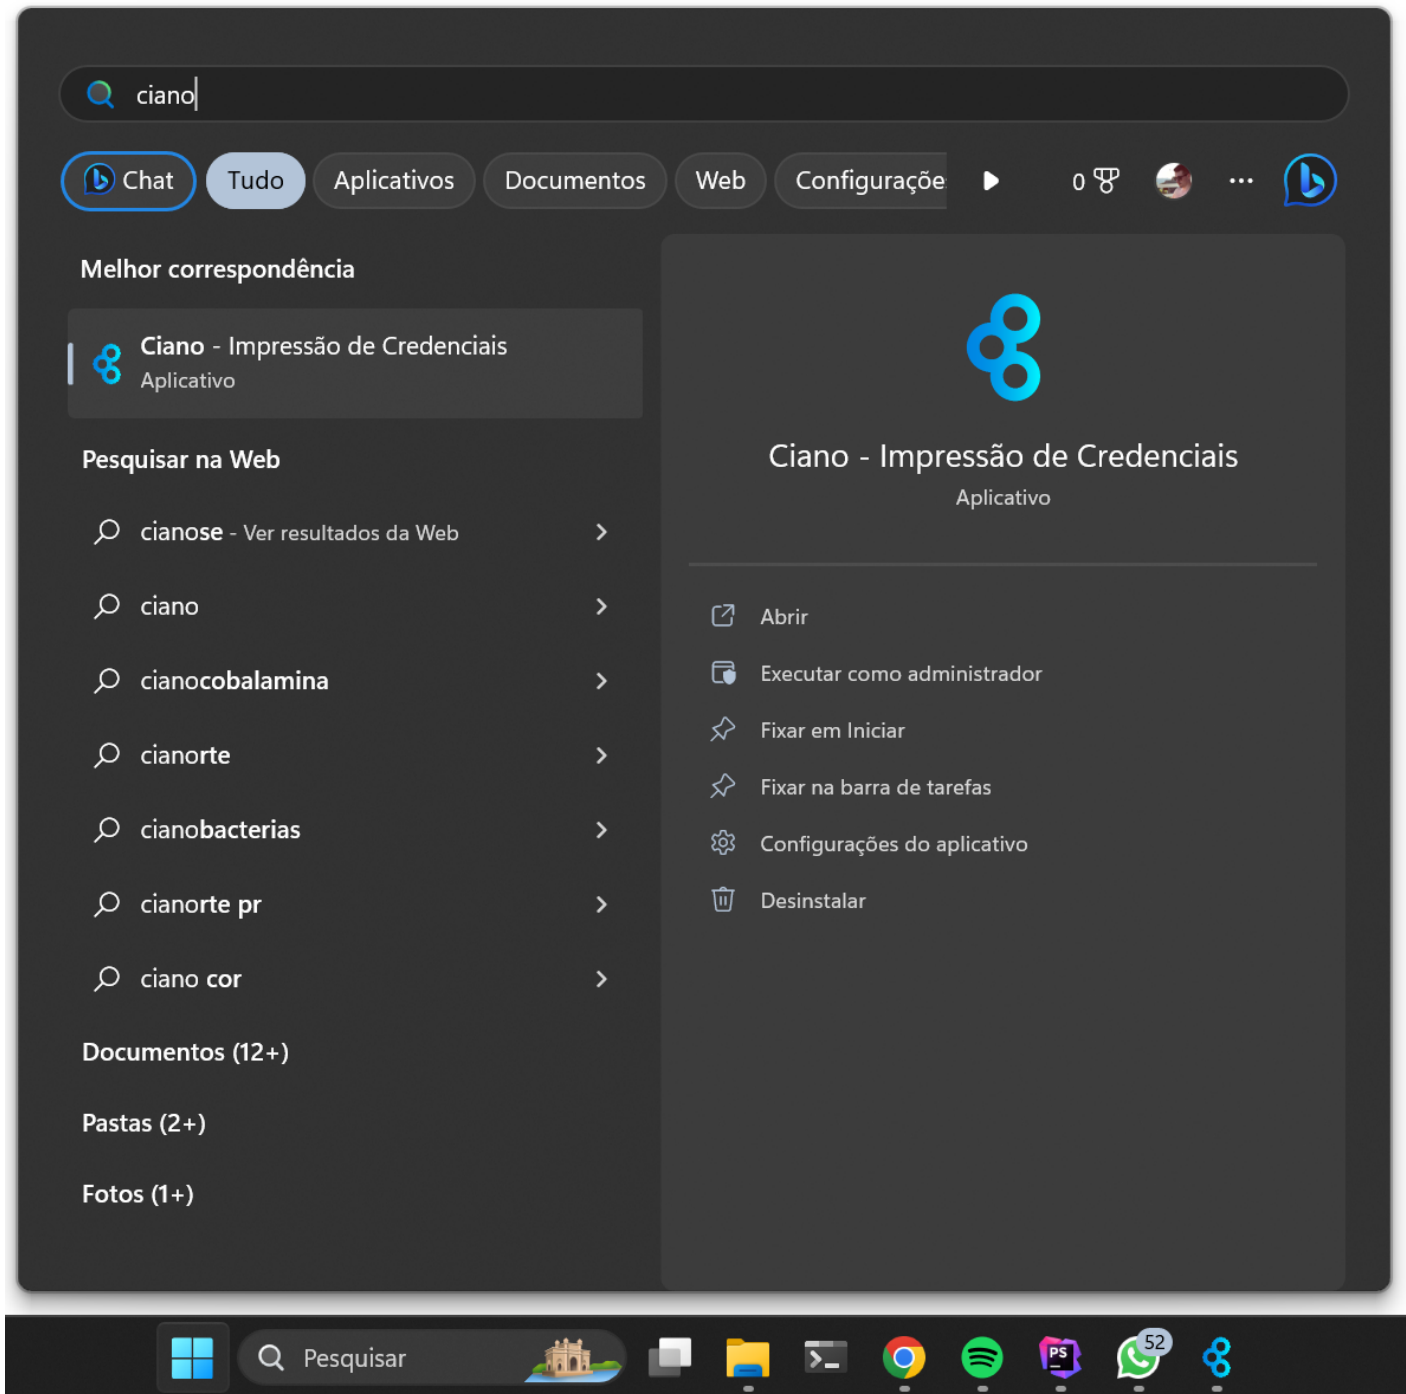 ciano
Chat
Tudo
Aplicativos
Documentos
Web
Configurações
0
Melhor correspondência
Ciano - Impressão de Credenciais
Aplicativo
Pesquisar na Web
cianose - Ver resultados da Web
ciano
cianocobalamina
cianorte
cianobacterias
cianorte pr
ciano cor
Documentos (12+)
Pastas (2+)
Fotos (1+)
Ciano - Impressão de Credenciais
Aplicativo
Abrir
Executar como administrador
Fixar em Iniciar
Fixar na barra de tarefas
Configurações do aplicativo
Desinstalar
Pesquisar
PS
52